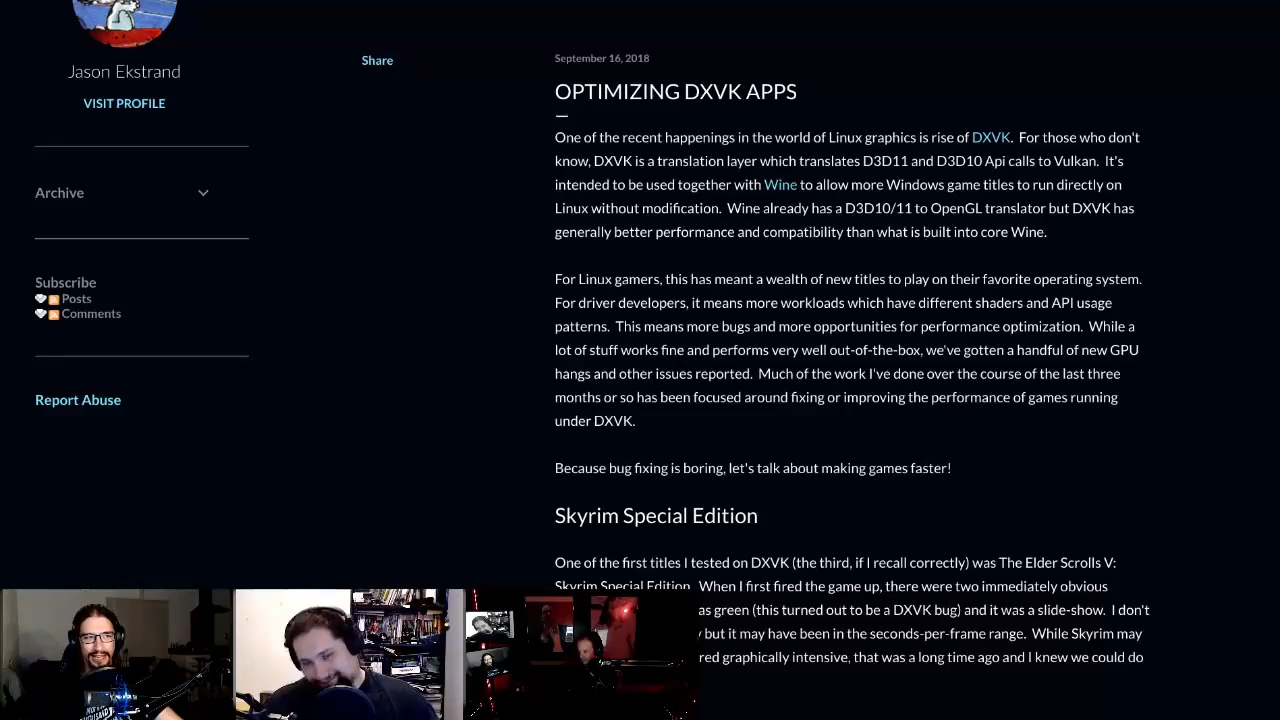 Jason Ekstrand
VISIT PROFILE
Archive
Subscribe
Posts
Comments
Report Abuse
Share
September 16, 2018
OPTIMIZING DXVK APPS
One of the recent happenings in the world of Linux graphics is rise of DXVK. For those who don't
know, DXVK is a translation layer which translates D3D11 and D3D10 Api calls to Vulkan. It's
intended to be used together with Wine to allow more Windows game titles to run directly on
Linux without modification. Wine already has a D3D10/11 to OpenGL translator but DXVK has
generally better performance and compatibility than what is built into core Wine.
For Linux gamers, this has meant a wealth of new titles to play on their favorite operating system.
For driver developers, it means more workloads which have different shaders and API usage
patterns. This means more bugs and more opportunities for performance optimization. While a
lot of stuff works fine and performs very well out-of-the-box, we've gotten a handful of new GPU
hangs and other issues reported. Much of the work I've done over the course of the last three
months or so has been focused around fixing or improving the performance of games running
under DXVK.
Because bug fixing is boring, let's talk about making games faster!
Skyrim Special Edition
One of the first titles I tested on DXVK (the third, if I recall correctly) was The Elder Scrolls V:
Skyrim Special Edition. When I first fired the game up, there were two immediately obvious
as green (this turned out to be a DXVK bug) and it was a slide-show. I don't
but it may have been in the seconds-per-frame range. While Skyrim may
red graphically intensive, that was a long time ago and I knew we could do